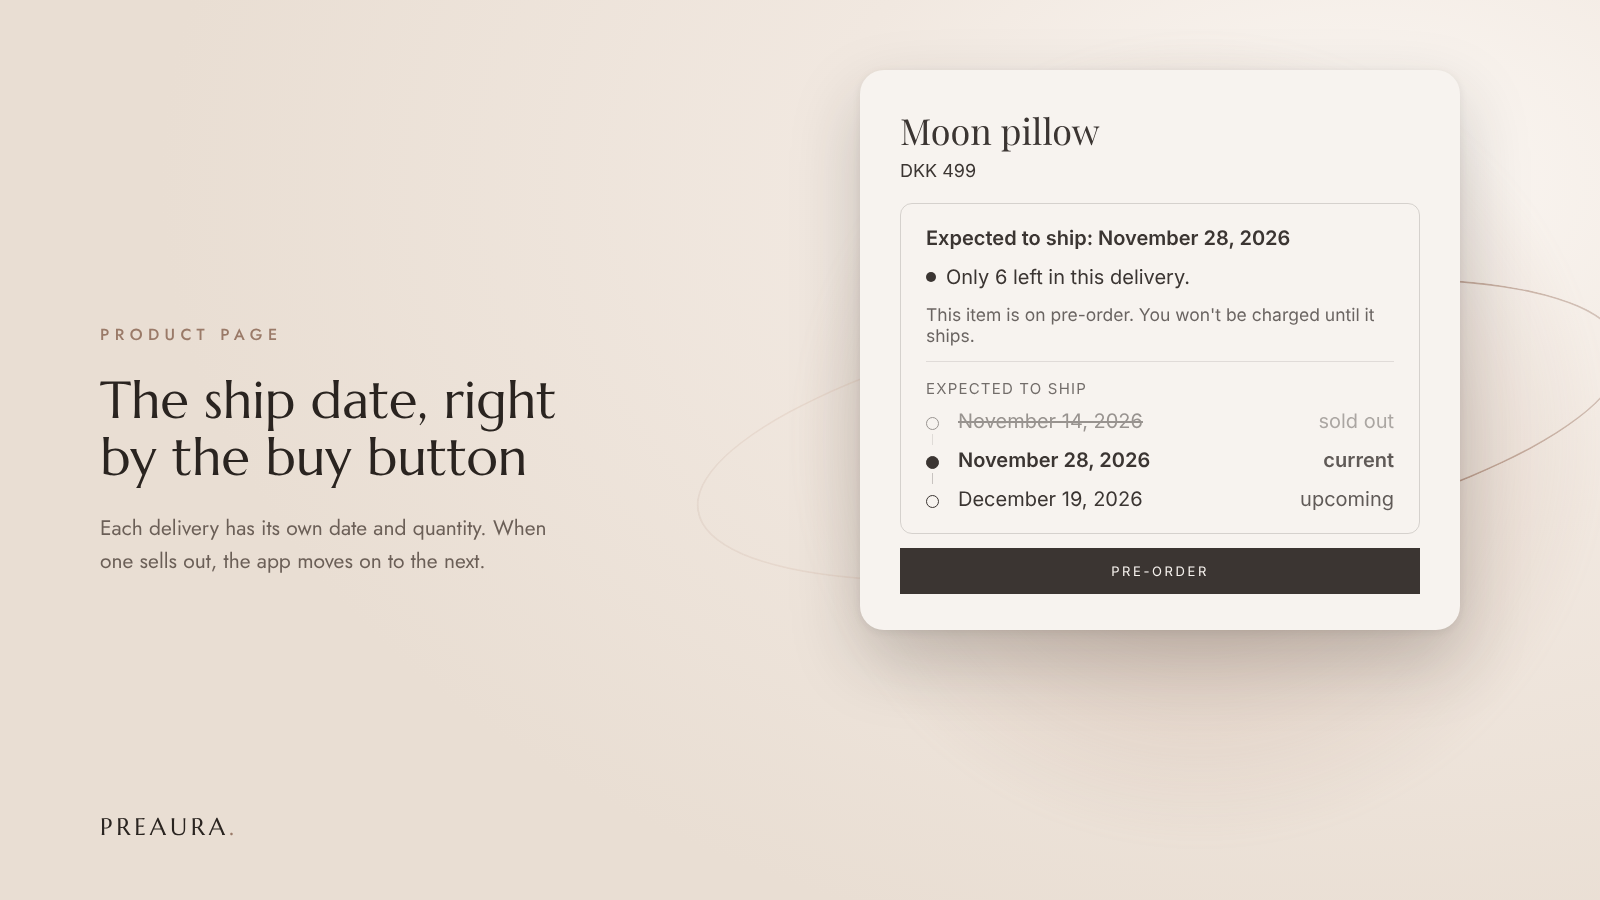 PRODUCT PAGE
The ship date, right
by the buy button
Each delivery has its own date and quantity. When
one sells out, the app moves on to the next.
PREAURA.
Moon pillow
DKK 499
Expected to ship: November 28, 2026
Only 6 left in this delivery.
This item is on pre-order. You won't be charged until it
ships.
EXPECTED TO SHIP
November 14, 2026 sold out
November 28, 2026 current
December 19, 2026 upcoming
PRE-ORDER